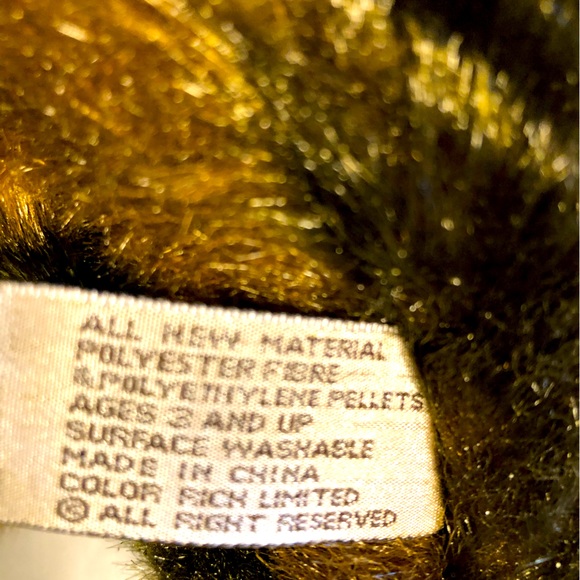 ALL NEW MATERIAL
POLYESTER FIBRE
& POLYETHYLENE PELLETS
AGES 3 AND UP
SURFACE WASHABLE
MADE IN CHINA
COLOR RICH LIMITED
© ALL RIGHT RESERVED